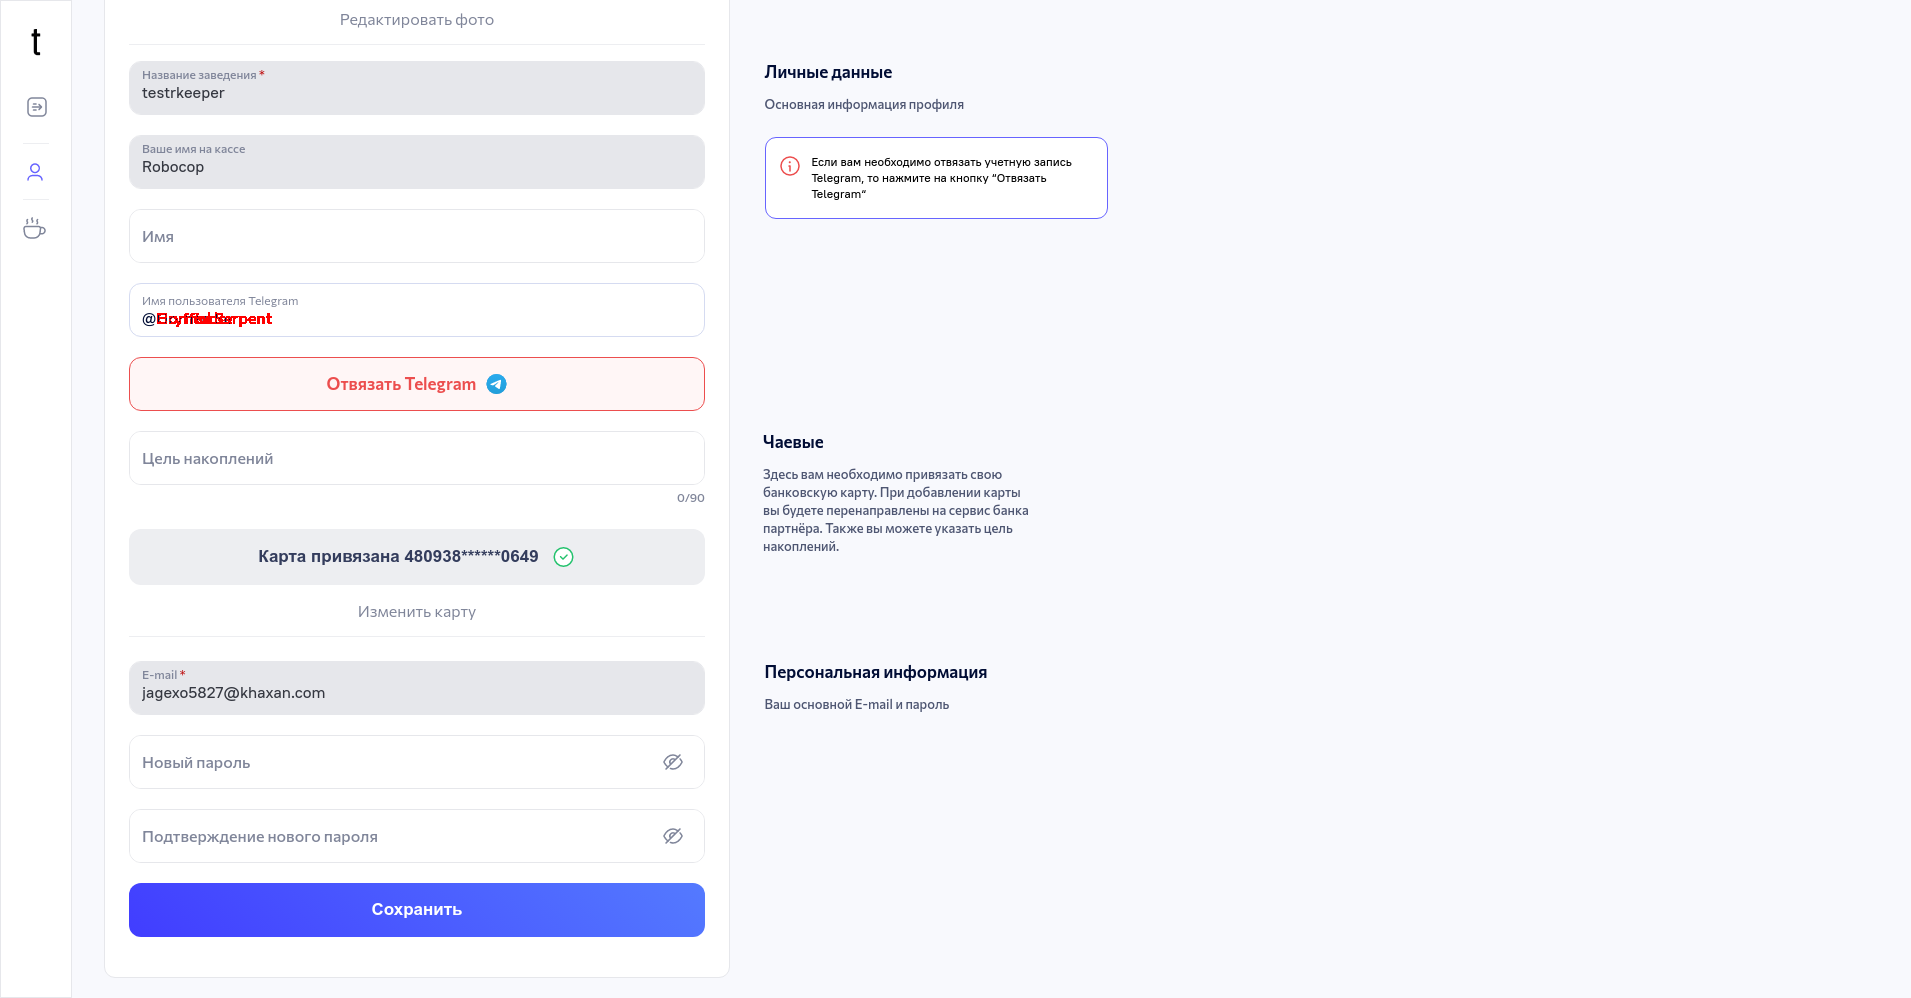 t
Редактировать фото
Название заведения *
testrkeeper
Ваше имя на кассе
Robocop
Имя
Имя пользователя Telegram
Отвязать Telegram
Цель накоплений
0/90
Карта привязана 480938******0649
Изменить карту
E-mail *
jagexo5827@khaxan.com
Новый пароль
Подтверждение нового пароля
Сохранить
Личные данные
Основная информация профиля
Если вам необходимо отвязать учетную запись
Telegram, то нажмите на кнопку “Отвязать
Telegram“
Чаевые
Здесь вам необходимо привязать свою
банковскую карту. При добавлении карты
вы будете перенаправлены на сервис банка
партнёра. Также вы можете указать цель
накоплений.
Персональная информация
Ваш основной E-mail и пароль